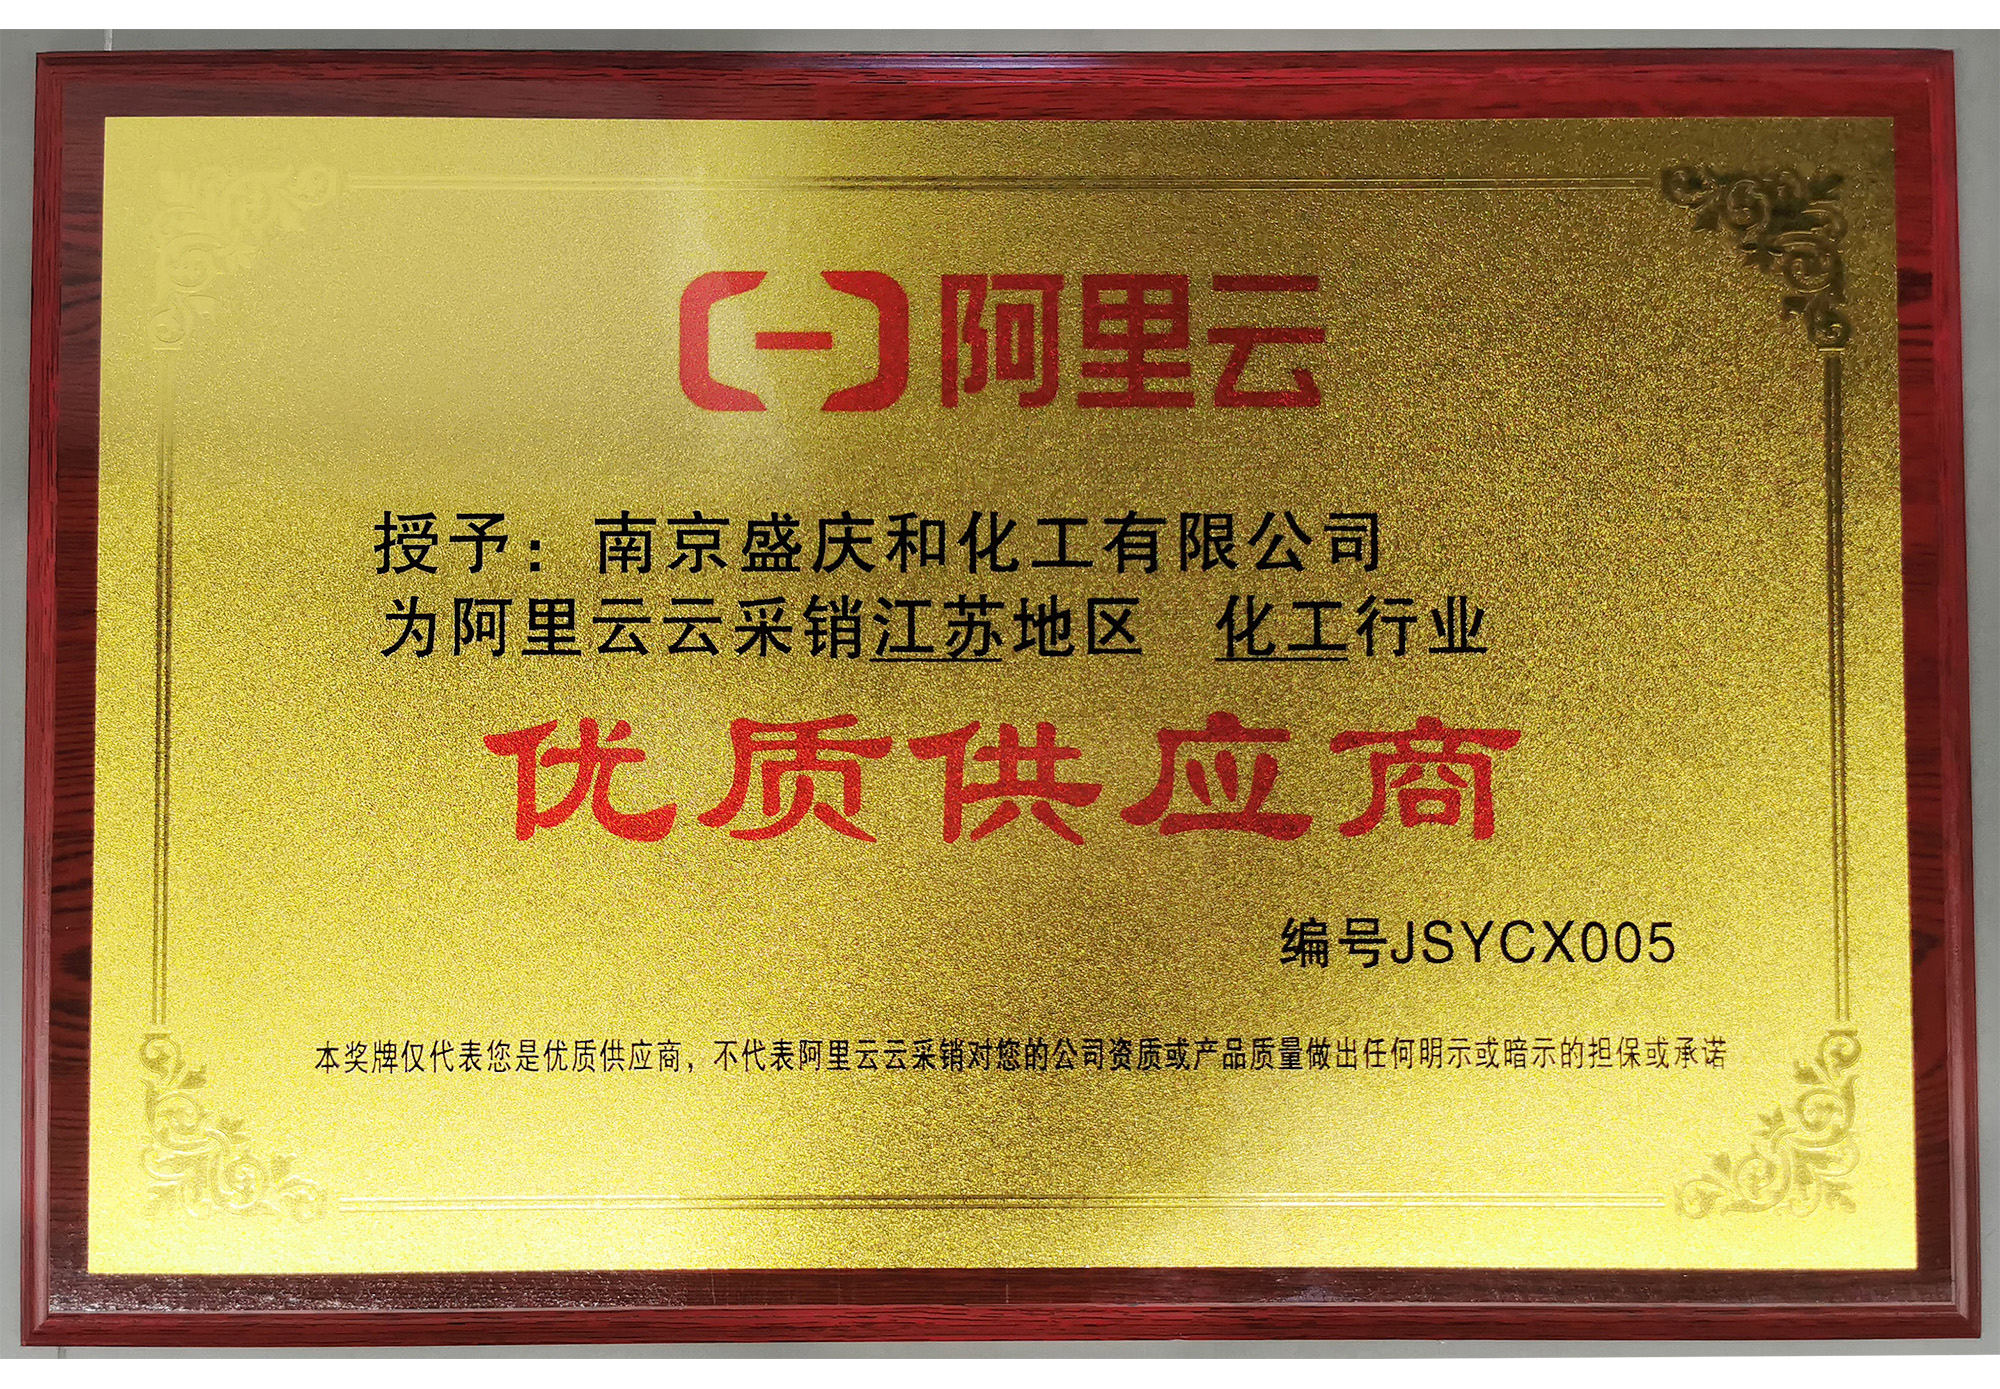 阿里云
授予：南京盛庆和化工有限公司
为阿里云云采销江苏地区 化工行业
优质供应商
编号JSYCX005
本奖牌仅代表您是优质供应商，不代表阿里云云采销对您的公司资质或产品质量做出任何明示或暗示的担保或承诺